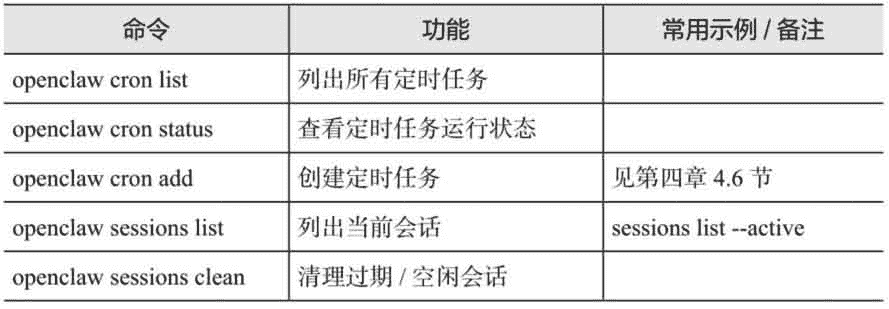 命令 功能 常用示例 / 备注
openclaw cron list 列出所有定时任务
openclaw cron status 查看定时任务运行状态
openclaw cron add 创建定时任务 见第四章 4.6 节
openclaw sessions list 列出当前会话 sessions list --active
openclaw sessions clean 清理过期 / 空闲会话